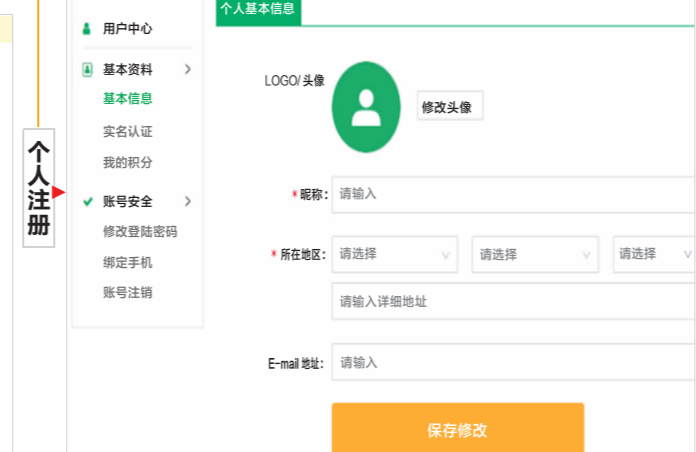 个人注册
用户中心
基本资料
基本信息
实名认证
我的积分
账号安全
修改登陆密码
绑定手机
账号注销
个人基本信息
LOGO/头像
修改头像
*昵称: 请输入
*所在地区: 请选择 请选择 请选择
请输入详细地址
E-mail 地址: 请输入
保存修改